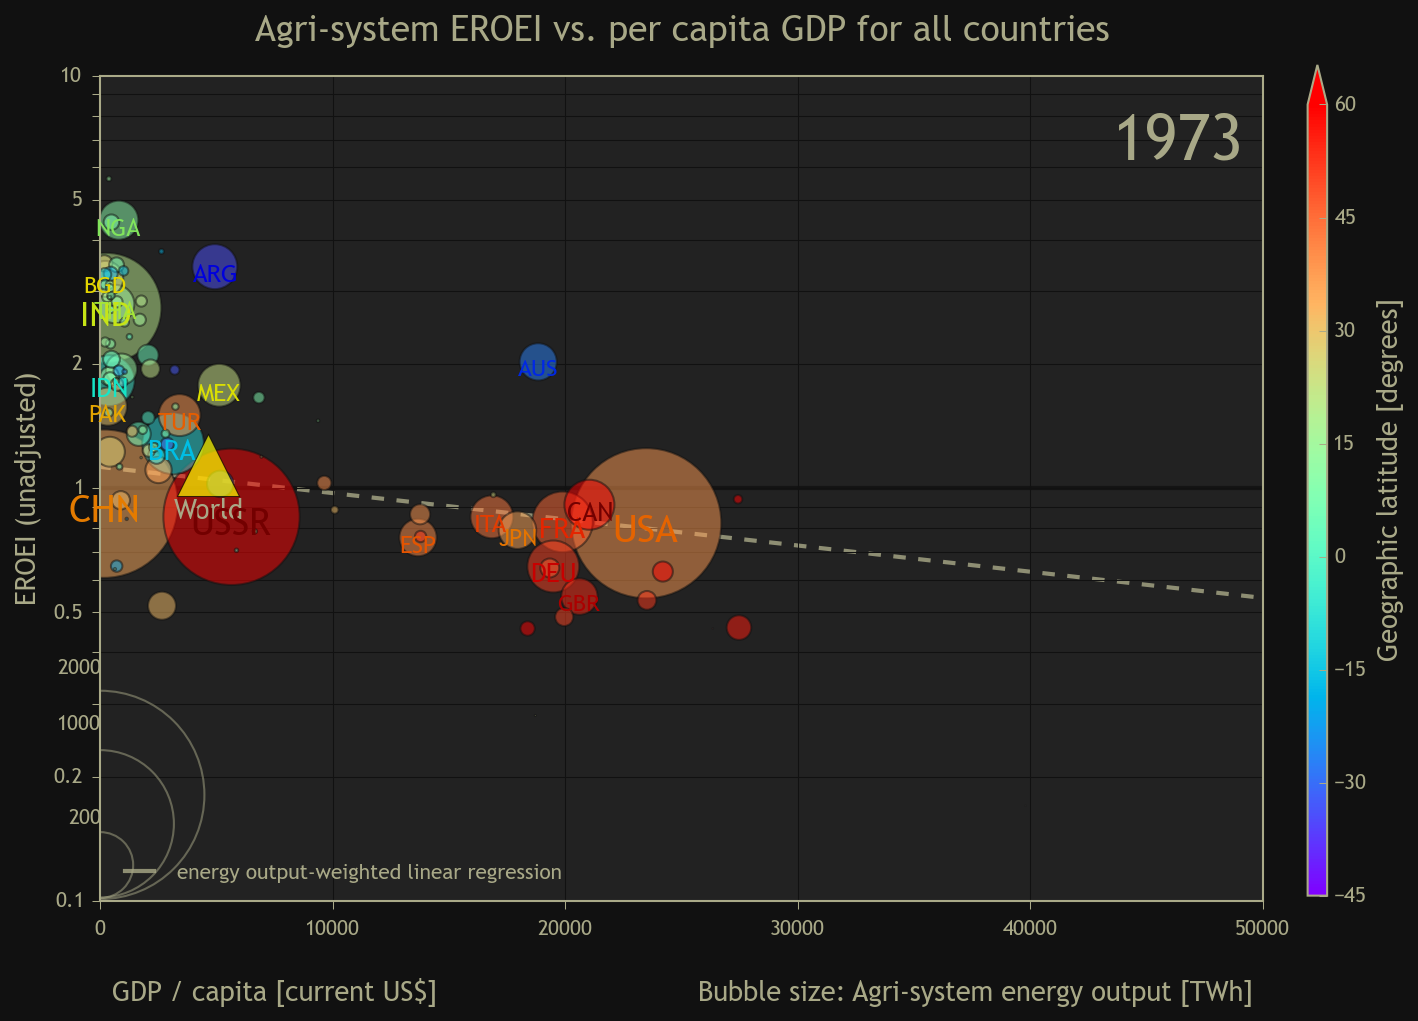 Agri-system EROEI vs. per capita GDP for all countries
1973
10
5
2
1
0.5
0.2
0.1
EROEI (unadjusted)
NGA
ARG
BGD
IND
AUS
IDN
MEX
PAK
TUR
BRA
CHN
World
USSR
ITA
JPN
ESP
FRA
CAN
USA
DEU
GBR
2000
1000
200
energy output-weighted linear regression
0
10000
20000
30000
40000
50000
GDP / capita [current US$]
Bubble size: Agri-system energy output [TWh]
60
45
30
15
0
−15
−30
−45
Geographic latitude [degrees]